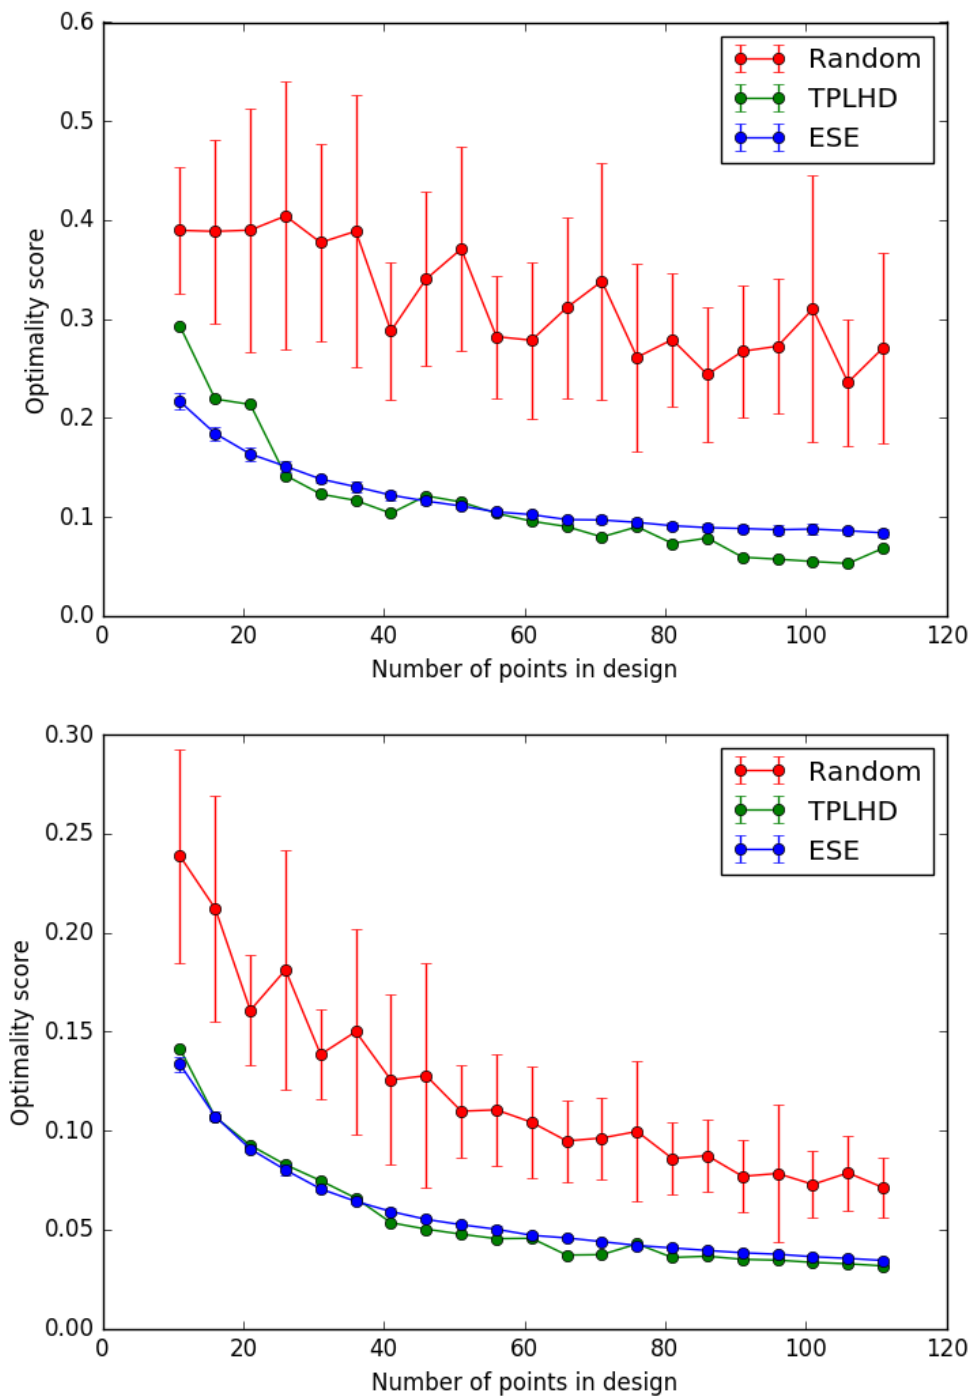 0.6
0.5
0.4
0.3
0.2
0.1
0.0
Optimality score
Random
TPLHD
ESE
0 20 40 60 80 100 120
Number of points in design
0.30
0.25
0.20
0.15
0.10
0.05
0.00
Optimality score
Random
TPLHD
ESE
0 20 40 60 80 100 120
Number of points in design